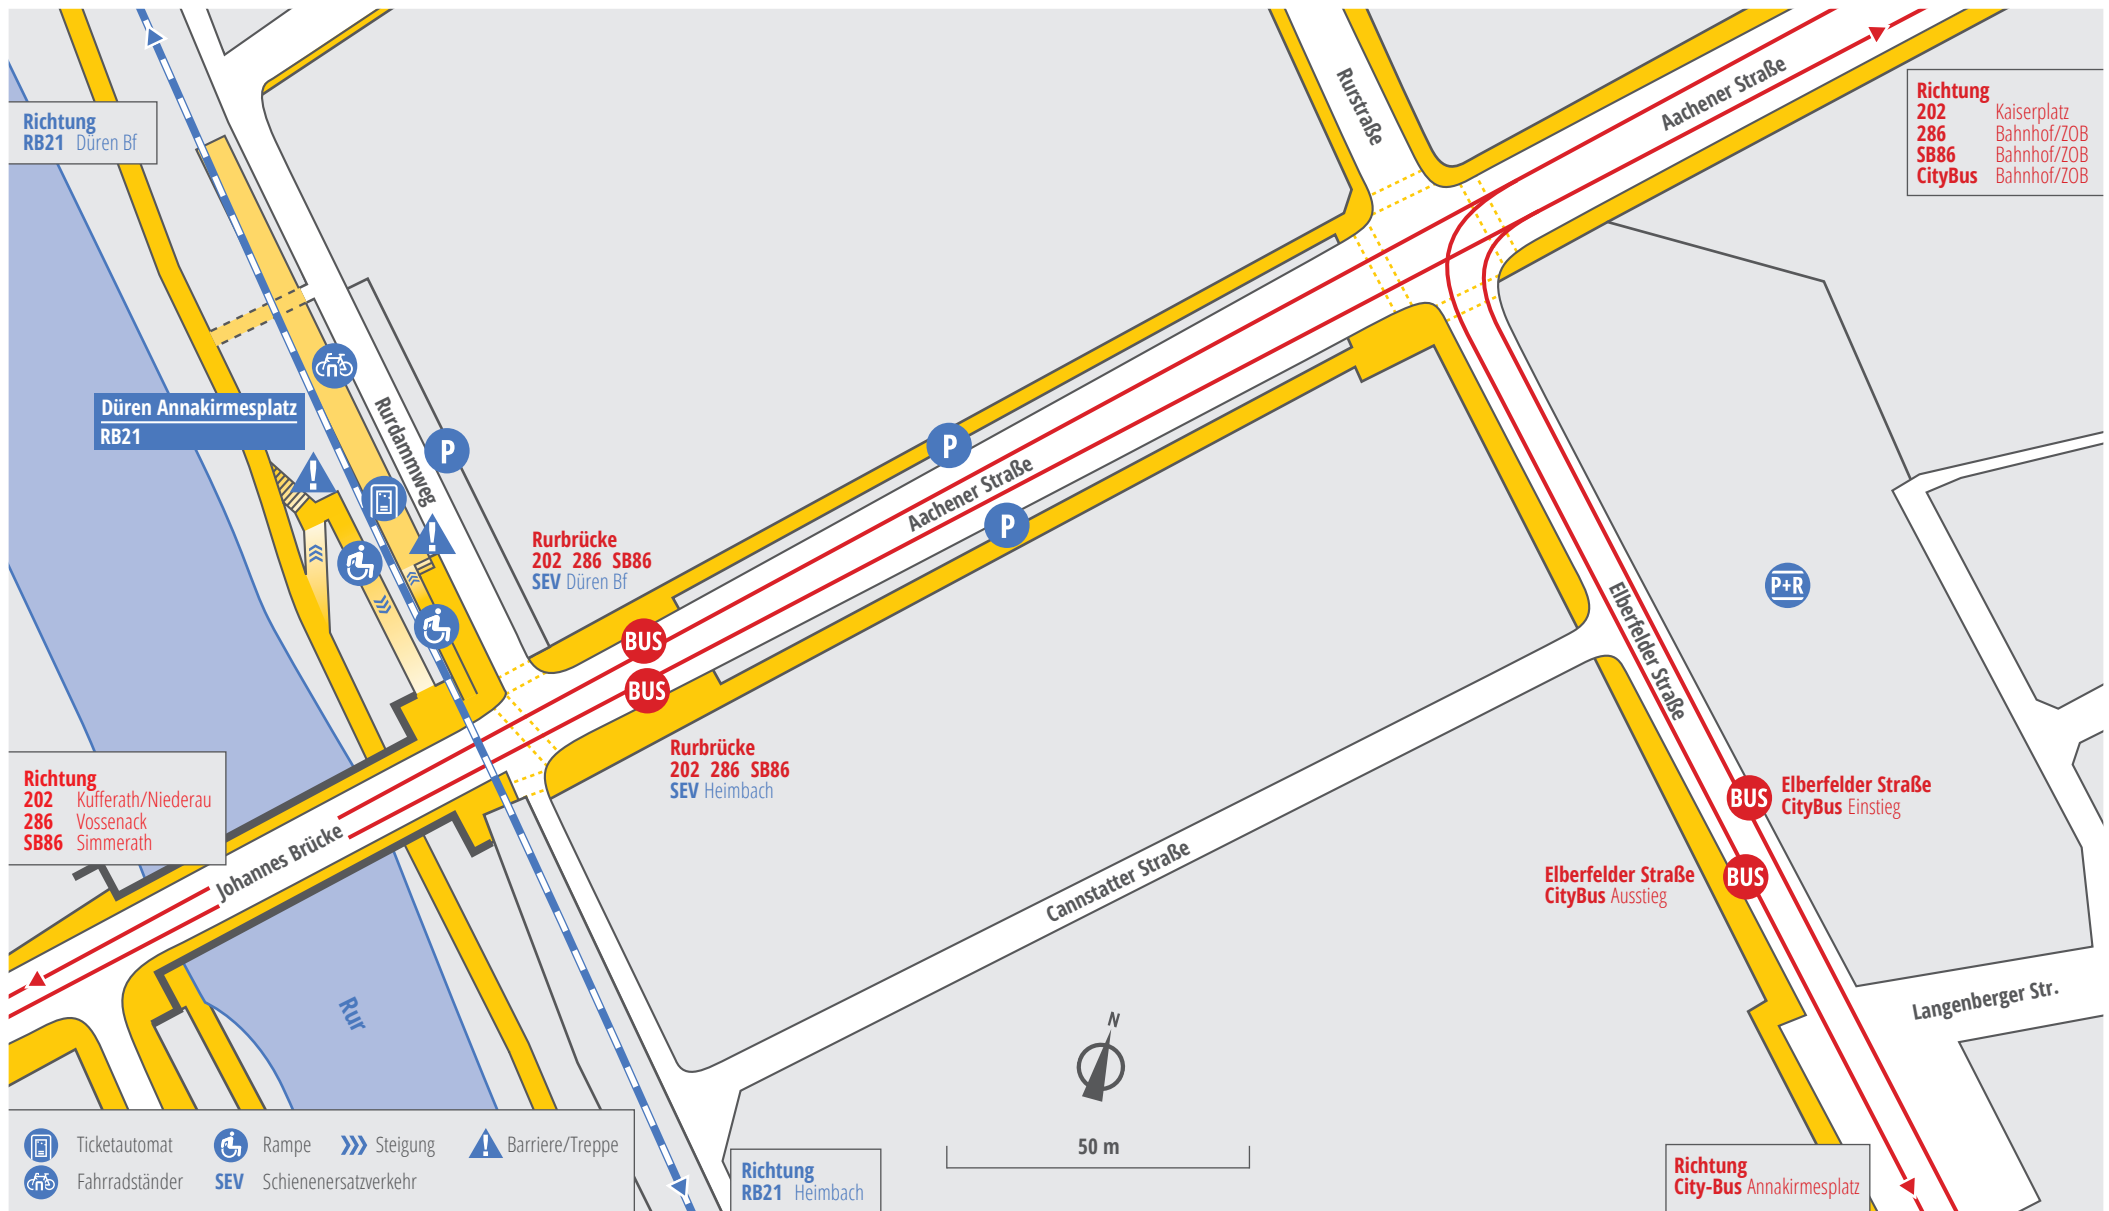 Richtung
RB21 Düren Bf
Rurstraße
Aachener Straße
Richtung
202 Kaiserplatz
286 Bahnhof/ZOB
SB86 Bahnhof/ZOB
CityBus Bahnhof/ZOB
Düren Annakirmesplatz
RB21
Rurdammweg
P
P
P
Aachener Straße
Rurbrücke
202 286 SB86
SEV Düren Bf
BUS
BUS
Rurbrücke
202 286 SB86
SEV Heimbach
P+R
Elberfelder Straße
Richtung
202 Kufferath/Niederau
286 Vossenack
SB86 Simmerath
Johannes Brücke
BUS
Elberfelder Straße
CityBus Einstieg
Elberfelder Straße
CityBus Ausstieg
BUS
Cannstatter Straße
Langenberger Str.
Rur
N
50 m
Ticketautomat
Rampe
Steigung
Barriere/Treppe
Fahrradständer
SEV Schienenersatzverkehr
Richtung
RB21 Heimbach
Richtung
City-Bus Annakirmesplatz